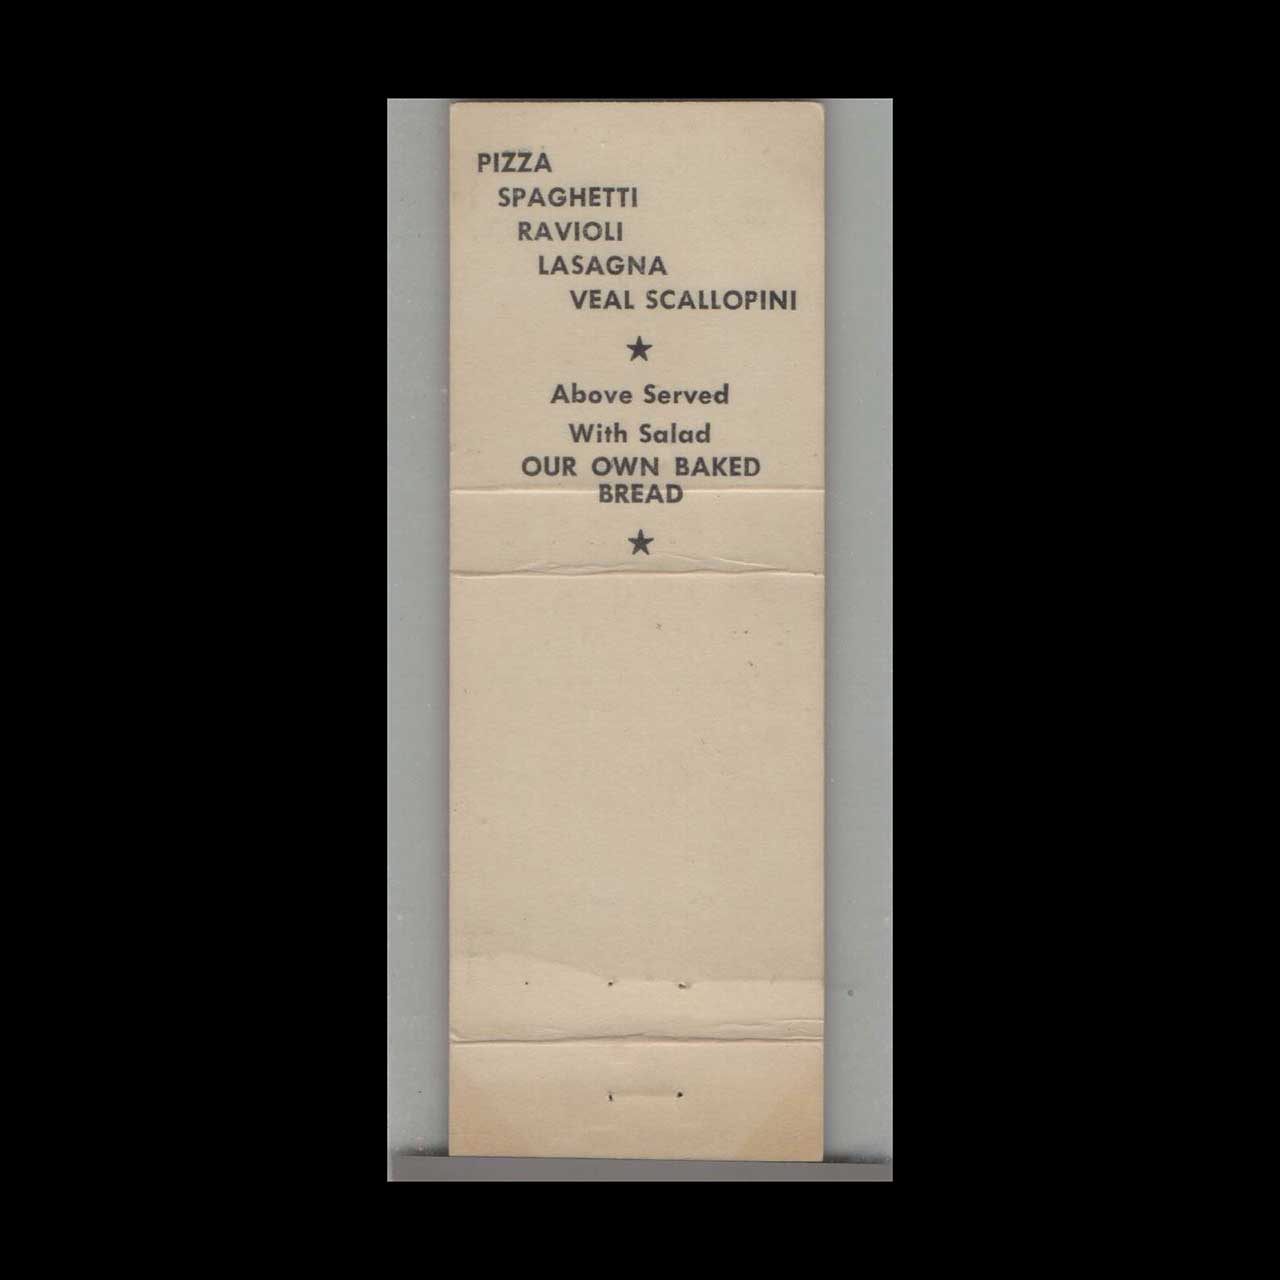 PIZZA
SPAGHETTI
RAVIOLI
LASAGNA
VEAL SCALLOPINI
★
Above Served
With Salad
OUR OWN BAKED
BREAD
★